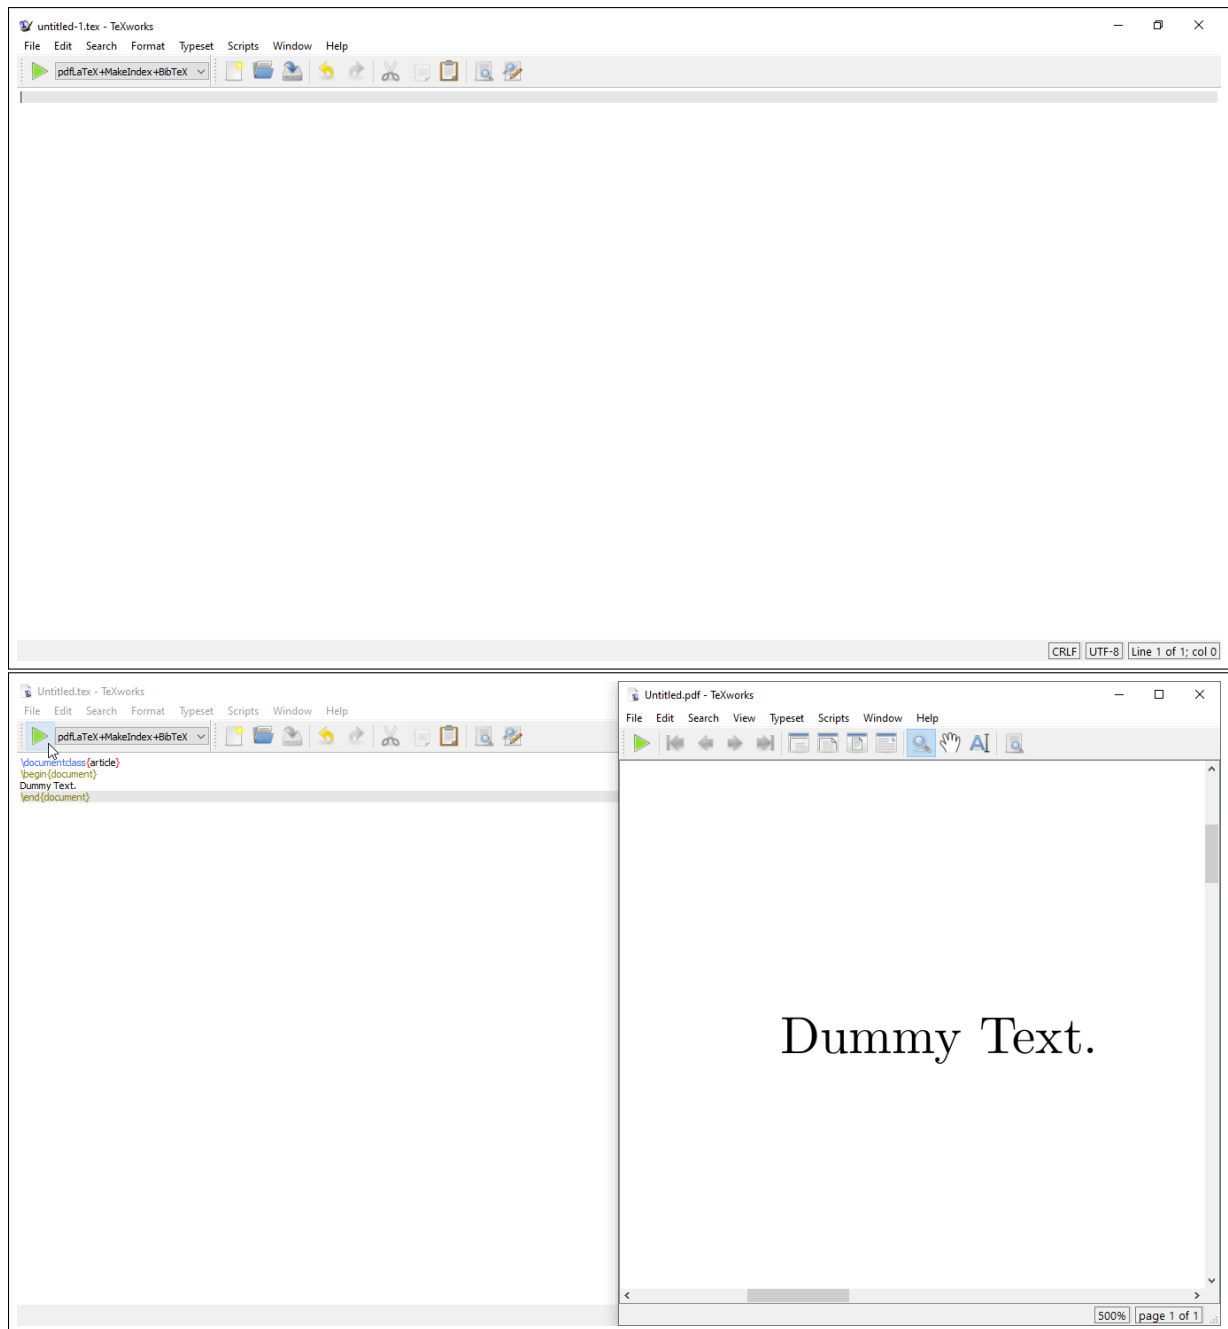 untitled-1.tex - TeXworks
File Edit Search Format Typeset Scripts Window Help
pdfLaTeX+MakeIndex+BibTeX
CRLF UTF-8 Line 1 of 1; col 0
Untitled.tex - TeXworks
File Edit Search Format Typeset Scripts Window Help
pdfLaTeX+MakeIndex+BibTeX
\documentclass{article}
\begin{document}
Dummy Text.
\end{document}
Untitled.pdf - TeXworks
File Edit Search View Typeset Scripts Window Help
Dummy Text.
500% page 1 of 1